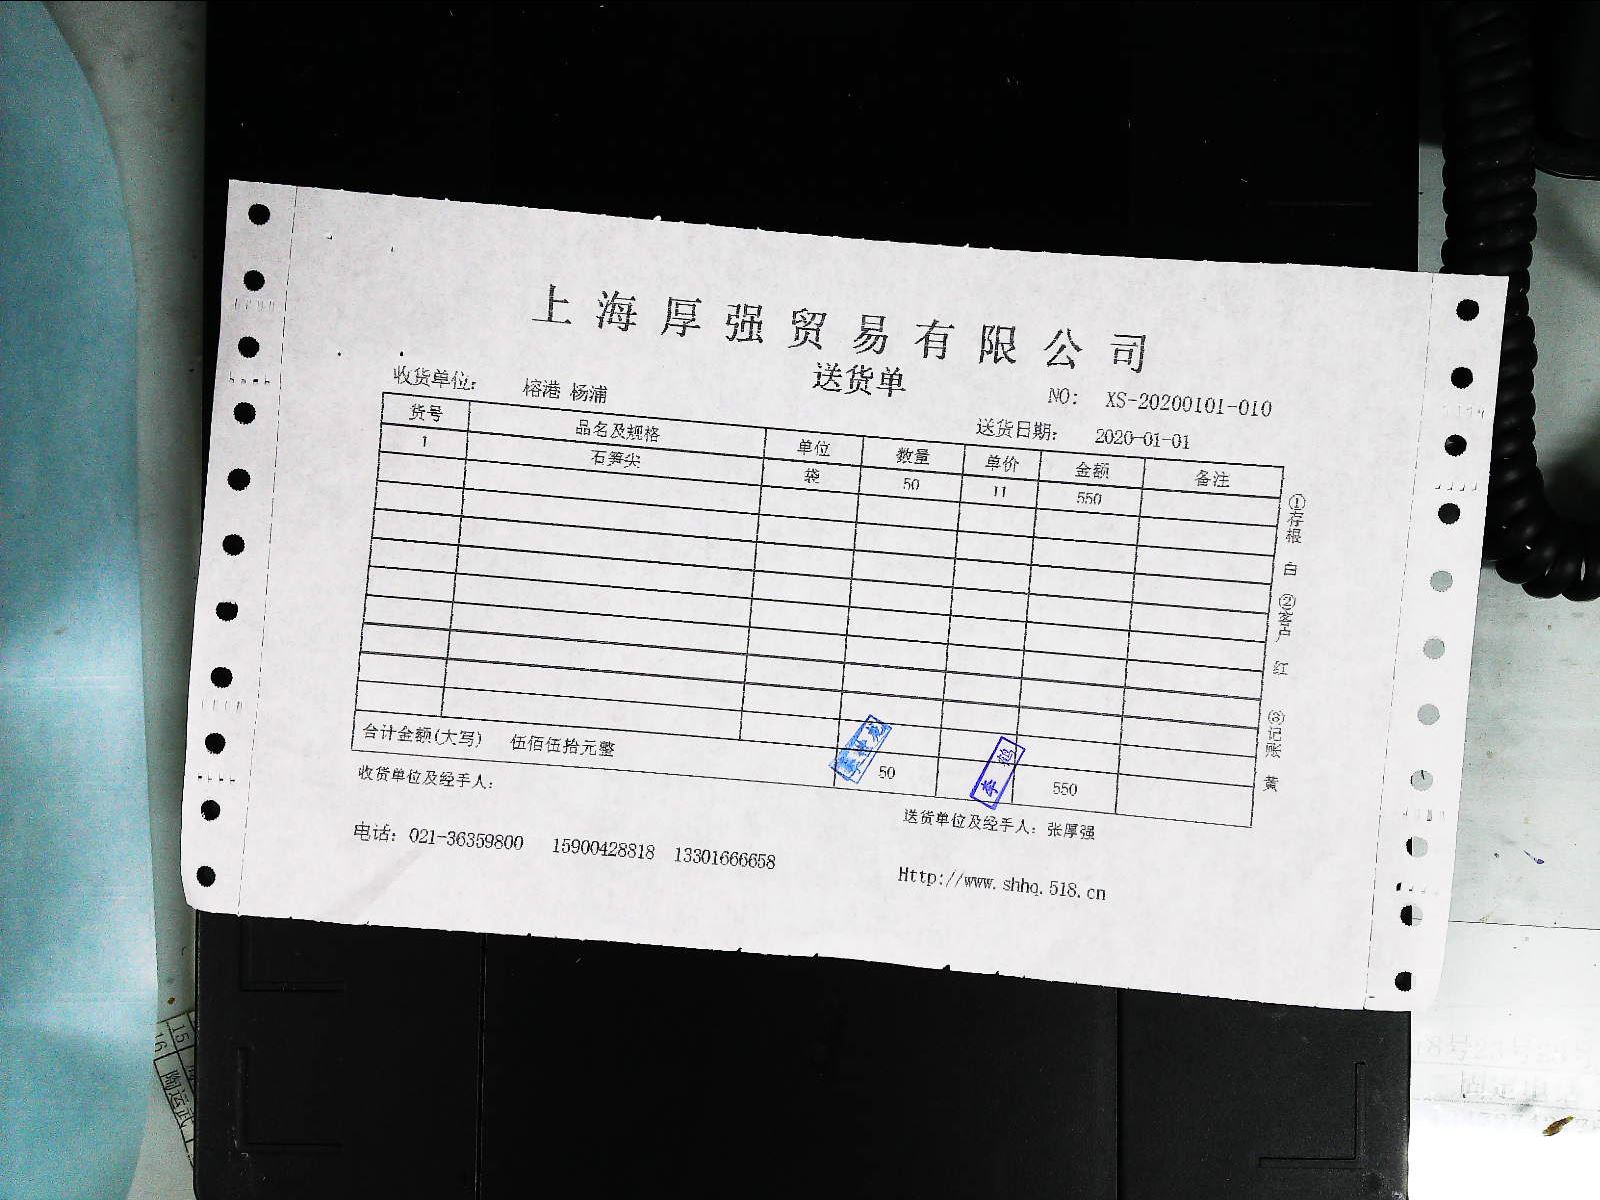 上海厚强贸易有限公司
送货单
收货单位： 榕港 杨浦
NO： XS-20200101-010
送货日期： 2020-01-01
货号 品名及规格 单位 数量 单价 金额 备注
1 石笋尖 袋 50 11 550
合计金额(大写) 伍佰伍拾元整 50 550
收货单位及经手人：
送货单位及经手人：张厚强
电话：021-36359800 15900428818 13301666658
Http://www.shhq.518.cn
①存根 白 ②客户 红 ③记账 黄
15
16
陶运武